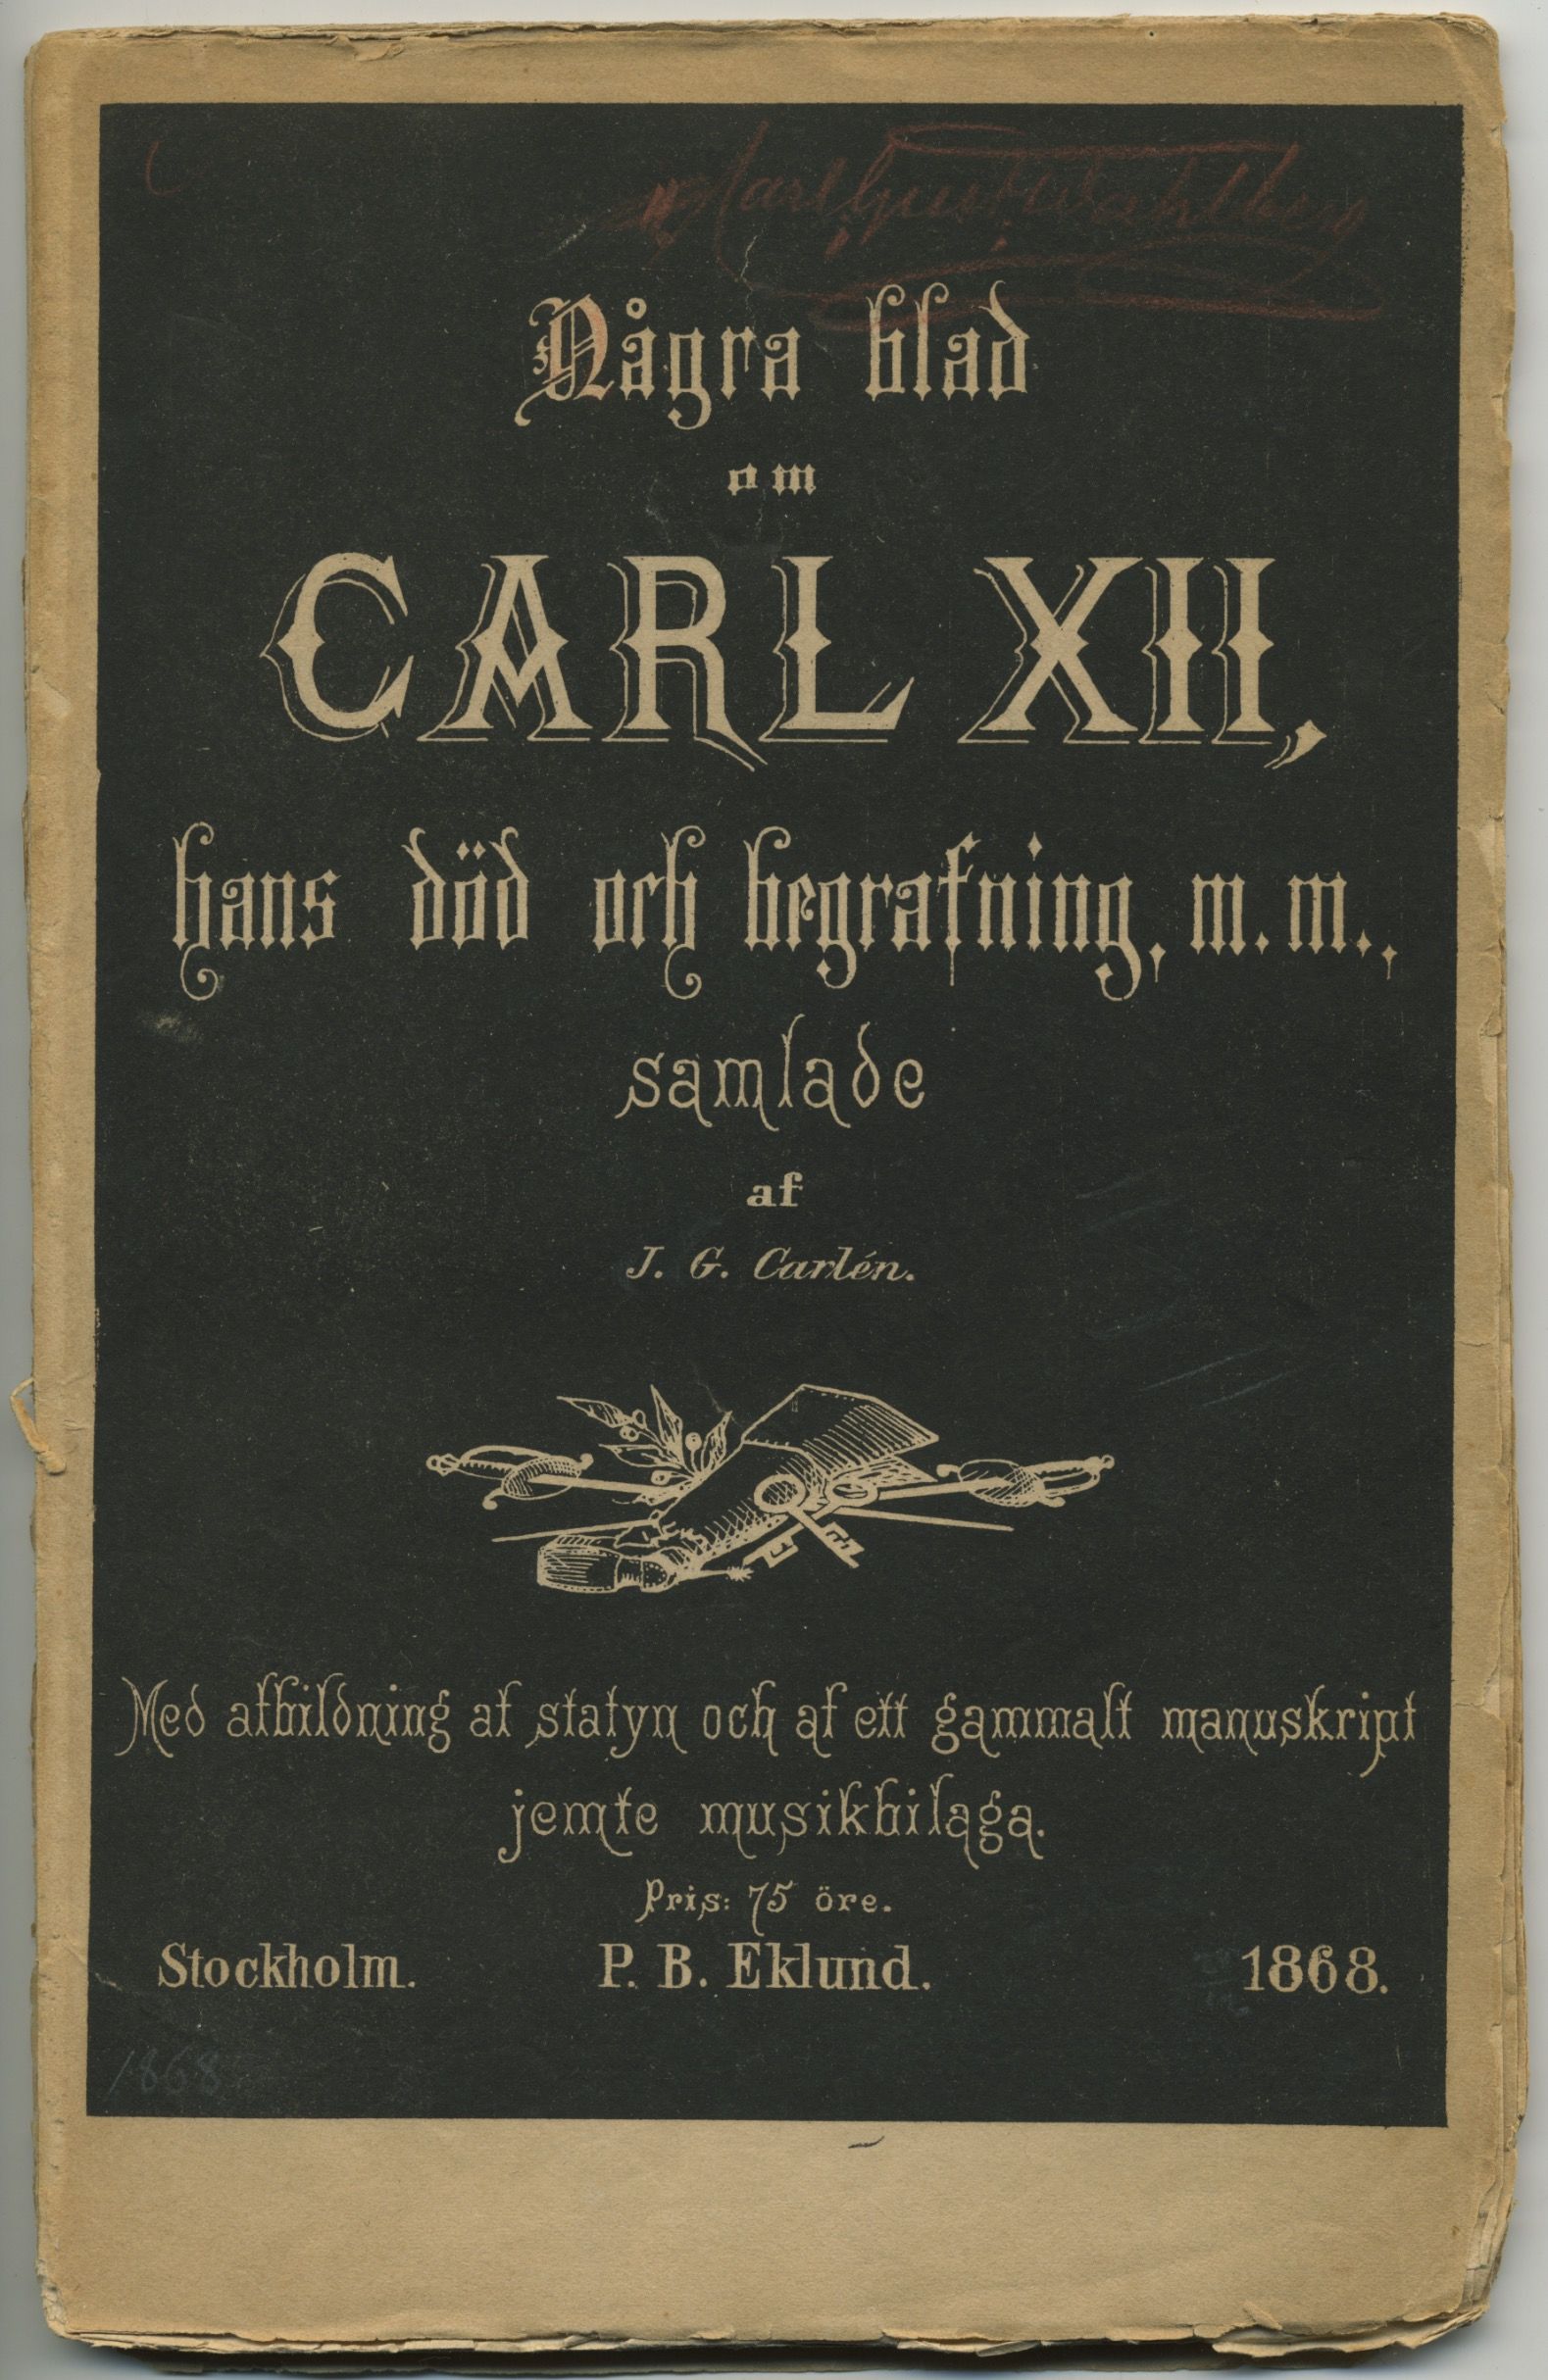 Några blad
om
CARL XII,
hans död och begrafning, m. m.,
samlade
af
J. G. Carlén.
Med afbildning af statyn och af ett gammalt manuskript
jemte musikbilaga.
Pris: 75 öre.
Stockholm. P. B. Eklund. 1868.
1868